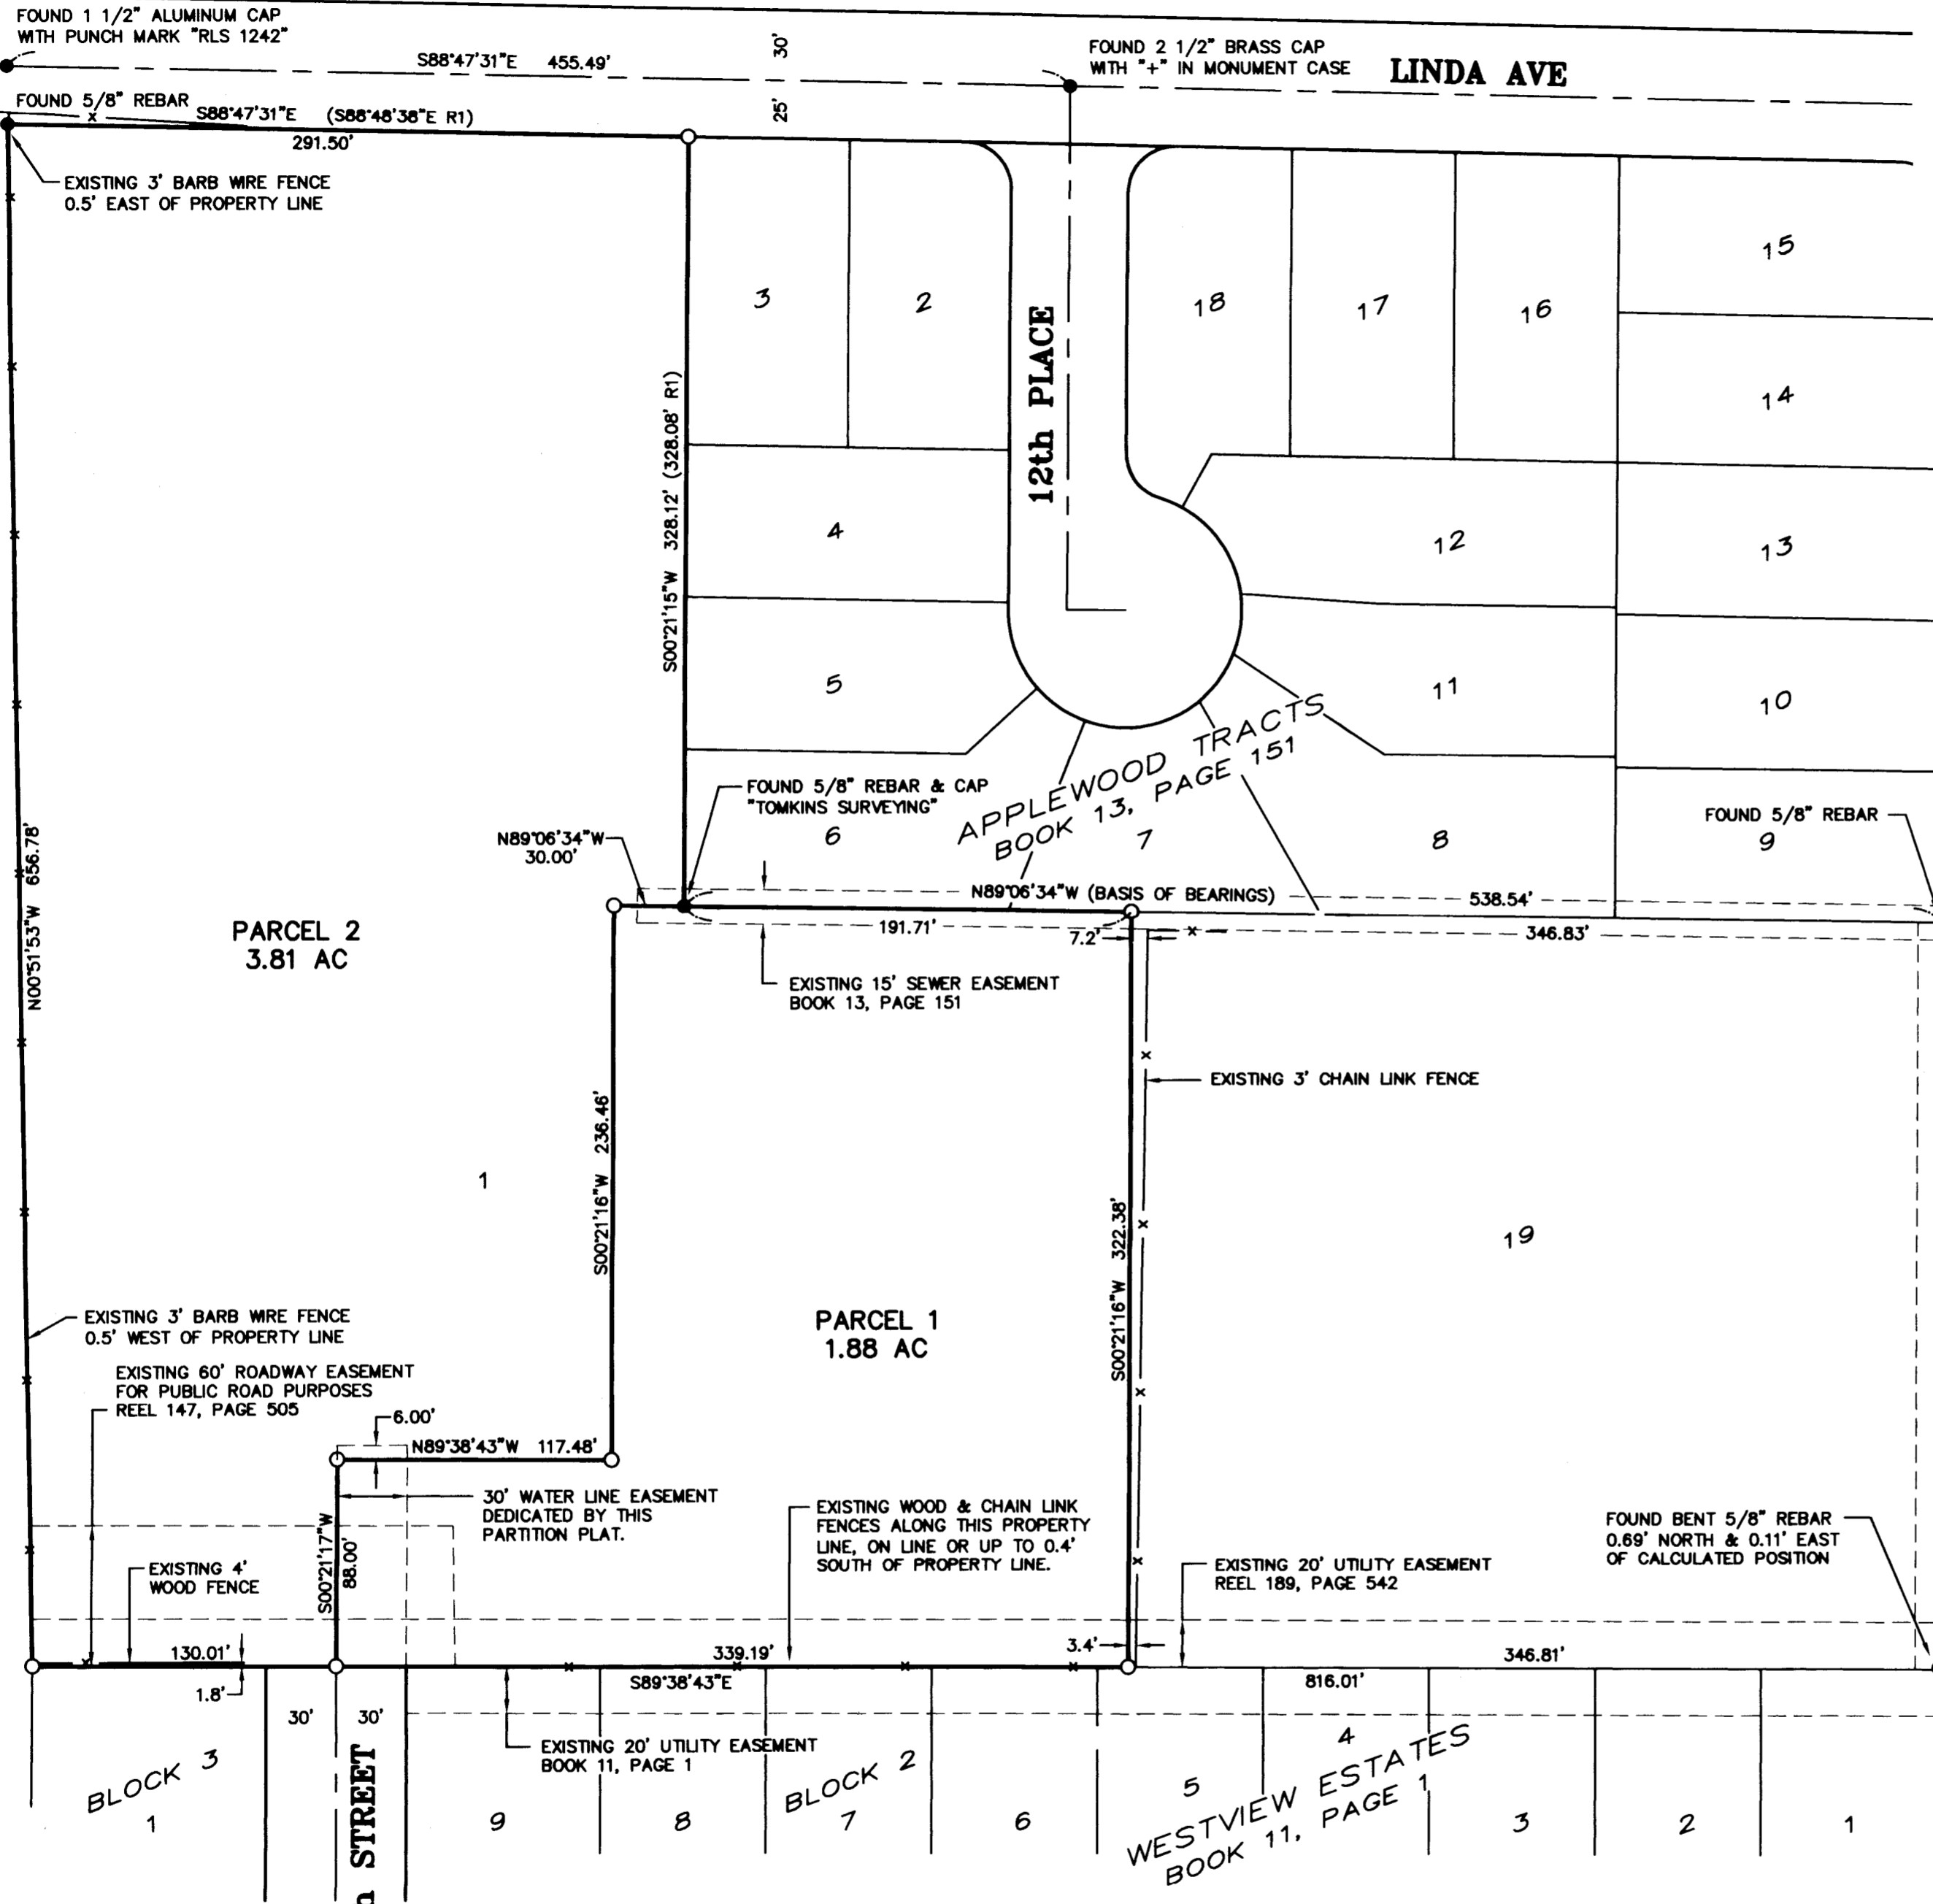 FOUND 1 1/2" ALUMINUM CAP
WITH PUNCH MARK "RLS 1242"
S88°47'31"E 455.49'
30'
FOUND 2 1/2" BRASS CAP
WITH "+" IN MONUMENT CASE
LINDA AVE
FOUND 5/8" REBAR
S88°47'31"E (S88°48'38"E R1)
291.50'
25'
EXISTING 3' BARB WIRE FENCE
0.5' EAST OF PROPERTY LINE
3
2
12th PLACE
18
17
16
15
14
S00°21'15"W 328.12' (328.08' R1)
4
12
13
5
11
10
APPLEWOOD TRACTS
BOOK 13, PAGE 151
FOUND 5/8" REBAR & CAP
"TOMKINS SURVEYING"
6
7
8
FOUND 5/8" REBAR
9
N89°06'34"W
30.00'
N89°06'34"W (BASIS OF BEARINGS)
538.54'
191.71'
7.2'
346.83'
N00°51'53"W 656.78'
PARCEL 2
3.81 AC
EXISTING 15' SEWER EASEMENT
BOOK 13, PAGE 151
EXISTING 3' CHAIN LINK FENCE
1
S00°21'16"W 236.46'
S00°21'16"W 322.38'
19
EXISTING 3' BARB WIRE FENCE
0.5' WEST OF PROPERTY LINE
PARCEL 1
1.88 AC
EXISTING 60' ROADWAY EASEMENT
FOR PUBLIC ROAD PURPOSES
REEL 147, PAGE 505
6.00'
N89°38'43"W 117.48'
30' WATER LINE EASEMENT
DEDICATED BY THIS
PARTITION PLAT.
EXISTING WOOD & CHAIN LINK
FENCES ALONG THIS PROPERTY
LINE, ON LINE OR UP TO 0.4'
SOUTH OF PROPERTY LINE.
FOUND BENT 5/8" REBAR
0.69' NORTH & 0.11' EAST
OF CALCULATED POSITION
EXISTING 4'
WOOD FENCE
S00°21'17"W
88.00'
EXISTING 20' UTILITY EASEMENT
REEL 189, PAGE 542
130.01'
339.19'
3.4'
346.81'
1.8'
S89°38'43"E
816.01'
30'
30'
EXISTING 20' UTILITY EASEMENT
BOOK 11, PAGE 1
BLOCK 3
1
STREET
9
8
BLOCK 2
7
6
5
4
WESTVIEW ESTATES
BOOK 11, PAGE 1
3
2
1